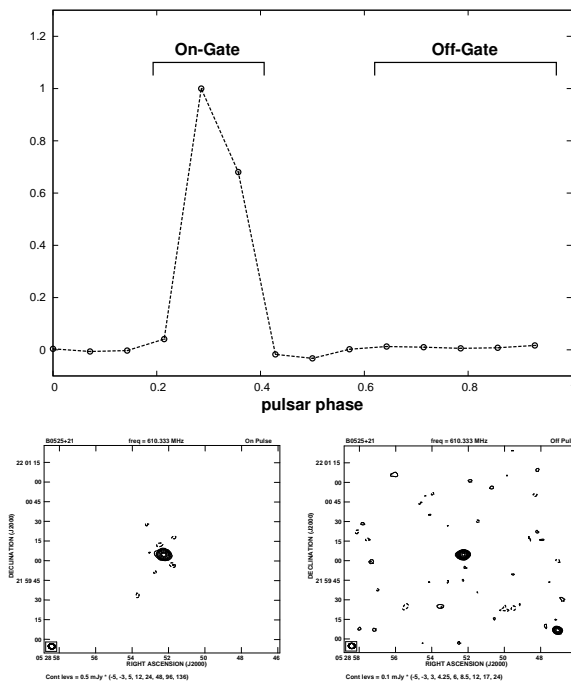 1.2
On-Gate
Off-Gate
1
0.8
0.6
0.4
0.2
0
0
0.2
0.4
0.6
0.8
pulsar phase
B0525+21 freq = 610.333 MHz On Pulse
22 01 15
00
00 45
30
15
00
21 59 45
30
15
00
DECLINATION (J2000)
05 28 58 56 54 52 50 48 46
RIGHT ASCENSION (J2000)
Cont levs = 0.5 mJy * (-5, -3, 5, 12, 24, 48, 96, 136)
B0525+21 freq = 610.333 MHz Off Pul
22 01 15
00
00 45
30
15
00
21 59 45
30
15
00
DECLINATION (J2000)
05 28 58 56 54 52 50 48
RIGHT ASCENSION (J2000)
Cont levs = 0.1 mJy * (-5, -3, 3, 4.25, 6, 8.5, 12, 17, 24)